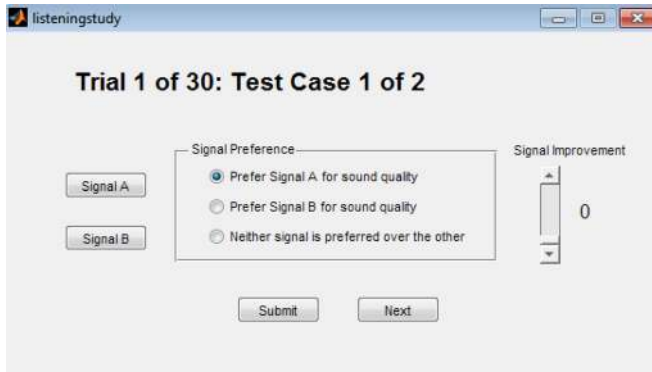 listeningstudy
Trial 1 of 30: Test Case 1 of 2
Signal Preference
Signal Improvement
Signal A
Prefer Signal A for sound quality
Prefer Signal B for sound quality
0
Signal B
Neither signal is preferred over the other
Submit
Next